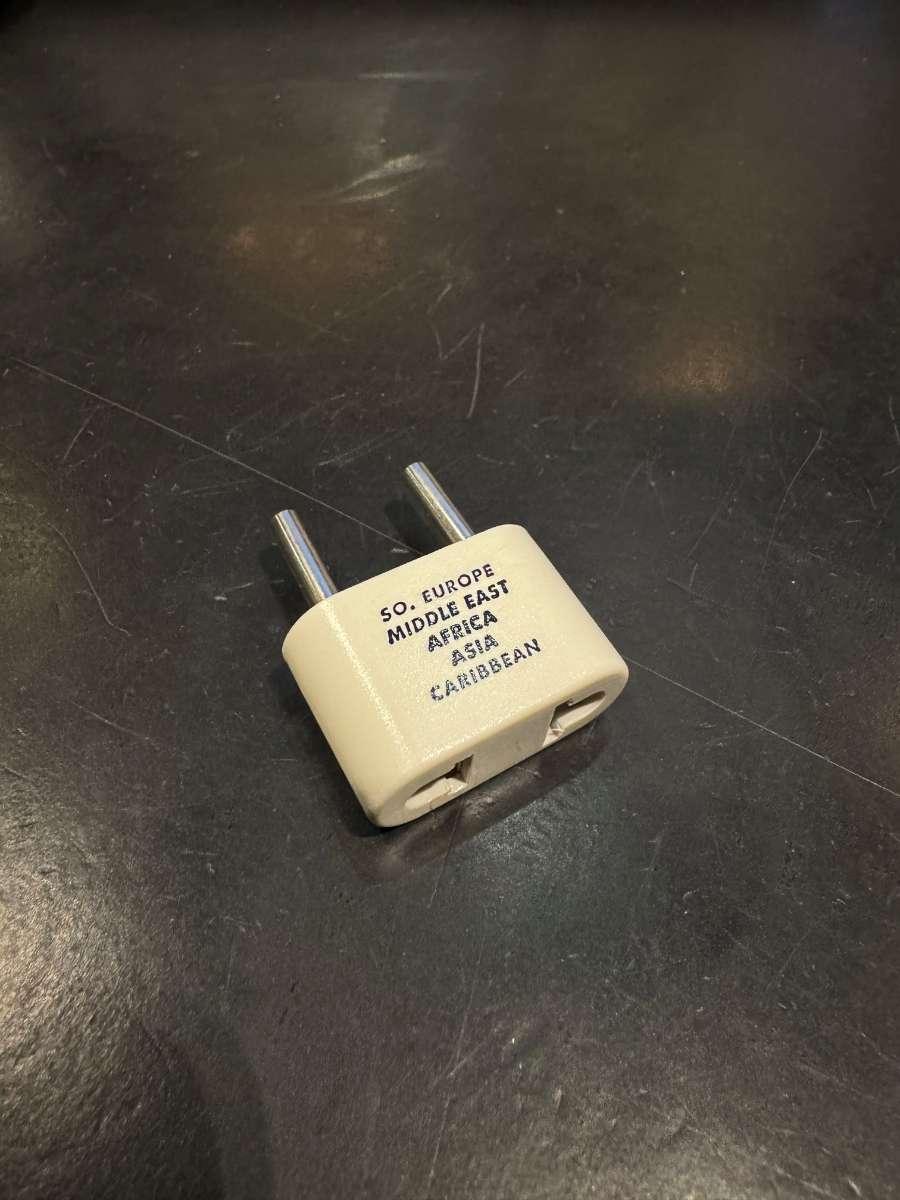 SO. EUROPE
MIDDLE EAST
AFRICA
ASIA
CARIBBEAN